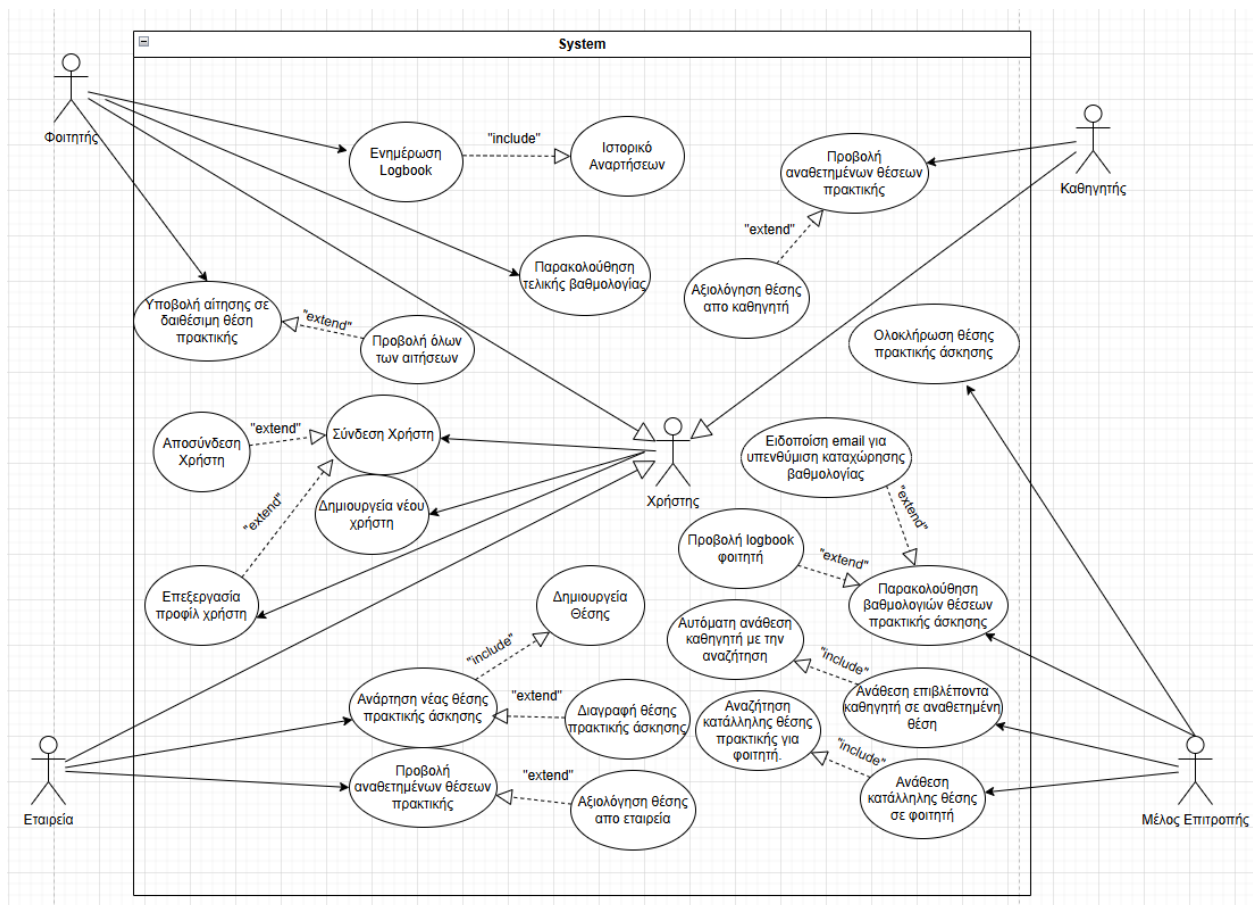 System
Φοιτητής
Ενημέρωση
Logbook
"include"
Ιστορικό
Αναρτήσεων
Προβολή
αναθετημένων θέσεων
πρακτικής
Καθηγητής
"extend"
Αξιολόγηση θέσης
απο καθηγητή
Παρακολούθηση
τελικής βαθμολογίας
Υποβολή αίτησης σε
δαιθέσιμη θέση
πρακτικής
"extend"
Προβολή όλων
των αιτήσεων
Ολοκλήρωση θέσης
πρακτικής άσκησης
Αποσύνδεση
Χρήστη
"extend"
Σύνδεση Χρήστη
"extend"
Δημιουργεία νέου
χρήστη
Επεξεργασία
προφίλ χρήστη
Χρήστης
Ειδοποίση email για
υπενθύμιση καταχώρησης
βαθμολογίας
"extend"
Προβολή logbook
φοιτητή
"extend"
Παρακολούθηση
βαθμολογιών θέσεων
πρακτικής άσκησης
Δημιουργεία
Θέσης
"include"
Αυτόματη ανάθεση
καθηγητή με την
αναζήτηση
"include"
Ανάθεση επιβλέποντα
καθηγητή σε αναθετημένη
θέση
Ανάρτηση νέας θέσης
πρακτικής άσκησης
"extend"
Διαγραφή θέσης
πρακτικής άσκησης
Αναζήτηση
κατάλληλης θέσης
πρακτικής για
φοιτητή.
"include"
Ανάθεση
κατάλληλης θέσης
σε φοιτητή
Προβολή
αναθετημένων θέσεων
πρακτικής
"extend"
Αξιολόγηση θέσης
απο εταιρεία
Εταιρεία
Μέλος Επιτροπής